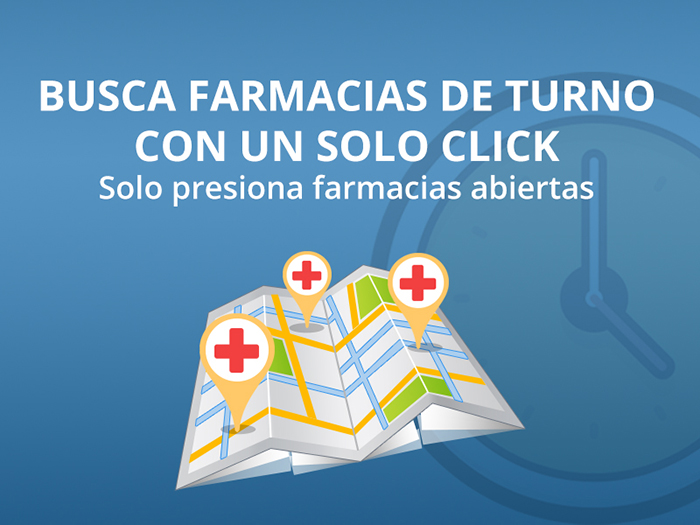 BUSCA FARMACIAS DE TURNO
CON UN SOLO CLICK
Solo presiona farmacias abiertas